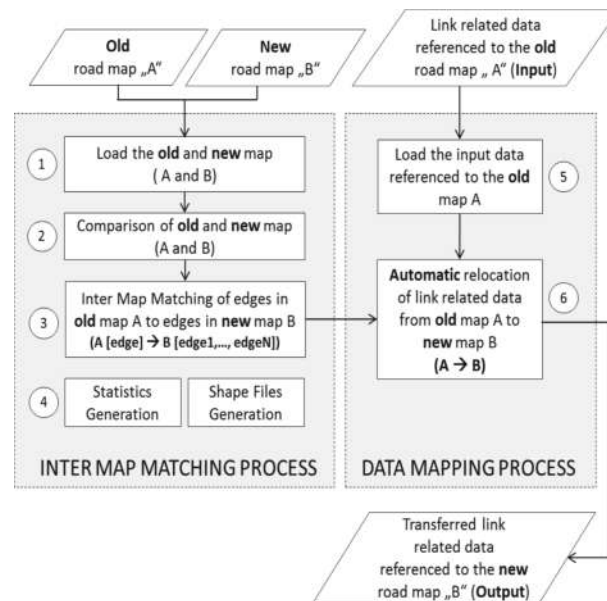 Old
road map „A"
New
road map „B"
Link related data
referenced to the old
road map „ A" (Input)
1
Load the old and new map
( A and B)
2
Comparison of old and new map
(A and B)
3
Inter Map Matching of edges in
old map A to edges in new map B
(A [edge] → B [edge1,…, edgeN])
4
Statistics
Generation
Shape Files
Generation
INTER MAP MATCHING PROCESS
Load the input data
referenced to the old
map A
5
Automatic relocation
of link related data
from old map A to
new map B
(A → B)
6
DATA MAPPING PROCESS
Transferred link
related data
referenced to the new
road map „B" (Output)